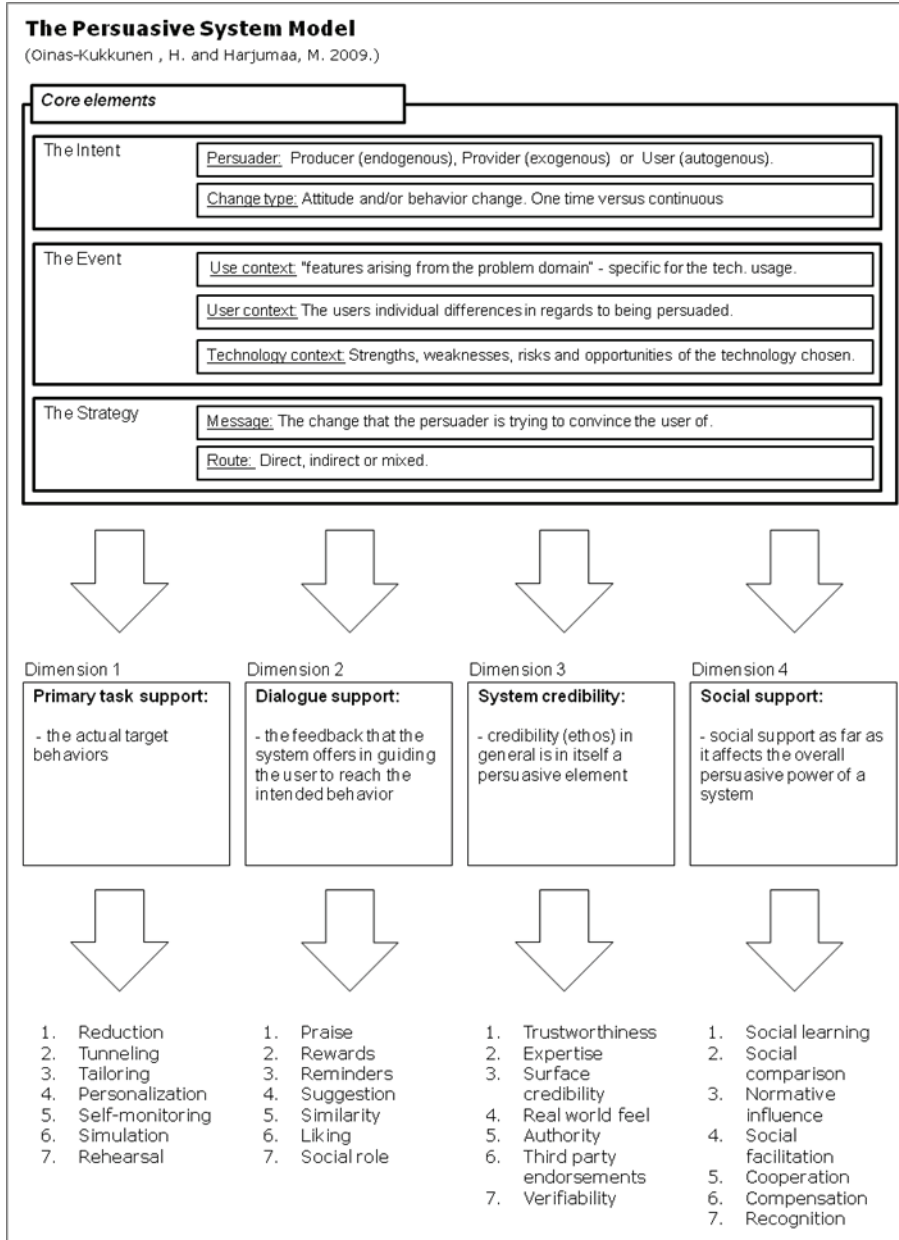 The Persuasive System Model
(Oinas-Kukkunen , H. and Harjumaa, M. 2009.)
Core elements
The Intent
Persuader: Producer (endogenous), Provider (exogenous) or User (autogenous).
Change type: Attitude and/or behavior change. One time versus continuous
The Event
Use context: "features arising from the problem domain" - specific for the tech. usage.
User context: The users individual differences in regards to being persuaded.
Technology context: Strengths, weaknesses, risks and opportunities of the technology chosen.
The Strategy
Message: The change that the persuader is trying to convince the user of.
Route: Direct, indirect or mixed.
Dimension 1
Primary task support:
- the actual target
behaviors
Dimension 2
Dialogue support:
- the feedback that the
system offers in guiding
the user to reach the
intended behavior
Dimension 3
System credibility:
- credibility (ethos) in
general is in itself a
persuasive element
Dimension 4
Social support:
- social support as far as
it affects the overall
persuasive power of a
system
1. Reduction
2. Tunneling
3. Tailoring
4. Personalization
5. Self-monitoring
6. Simulation
7. Rehearsal
1. Praise
2. Rewards
3. Reminders
4. Suggestion
5. Similarity
6. Liking
7. Social role
1. Trustworthiness
2. Expertise
3. Surface
credibility
4. Real world feel
5. Authority
6. Third party
endorsements
7. Verifiability
1. Social learning
2. Social
comparison
3. Normative
influence
4. Social
facilitation
5. Cooperation
6. Compensation
7. Recognition